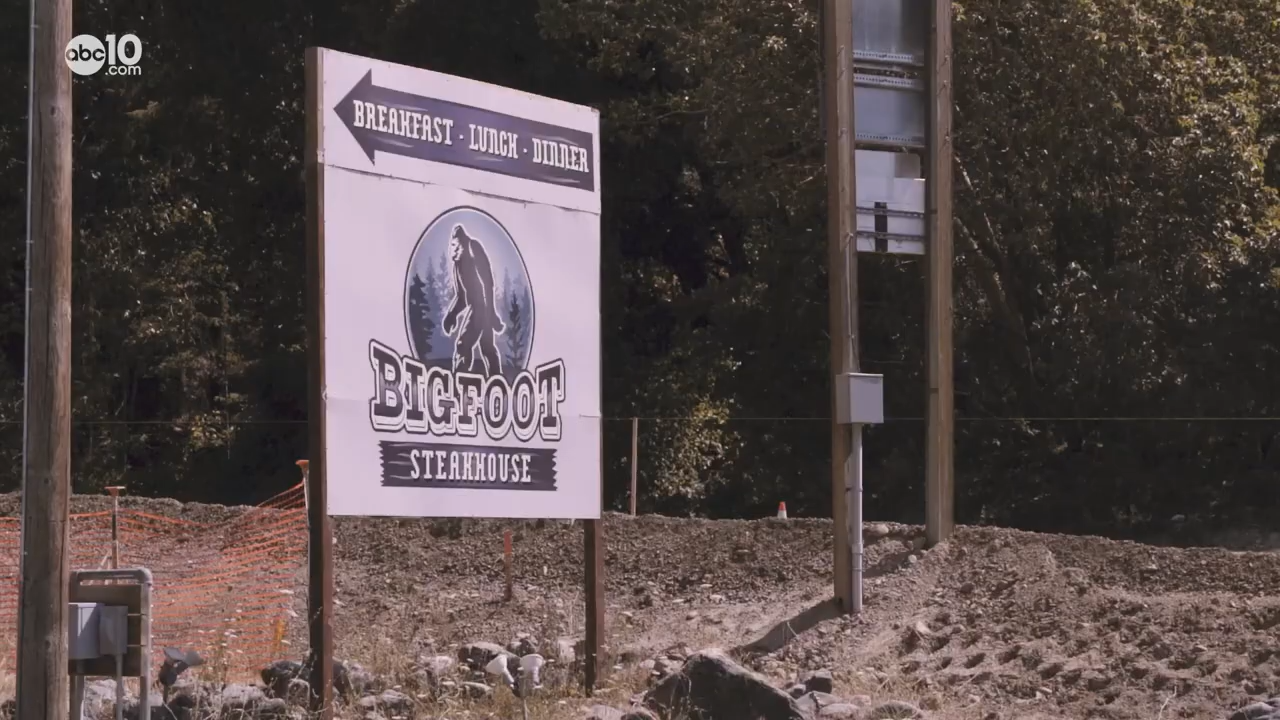 abc10
.com
BREAKFAST · LUNCH · DINNER
BIGFOOT
STEAKHOUSE